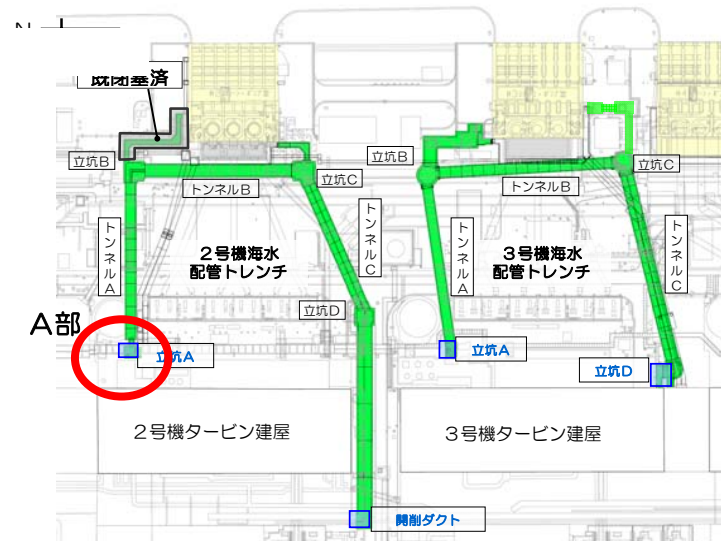 N
既閉塞済
立坑B
トンネルB
立坑C
トンネルA
2号機海水
配管トレンチ
トンネルC
立坑D
A部
立坑A
2号機タービン建屋
開削ダクト
立坑B
トンネルB
立坑C
トンネルA
3号機海水
配管トレンチ
トンネルC
立坑A
立坑D
3号機タービン建屋